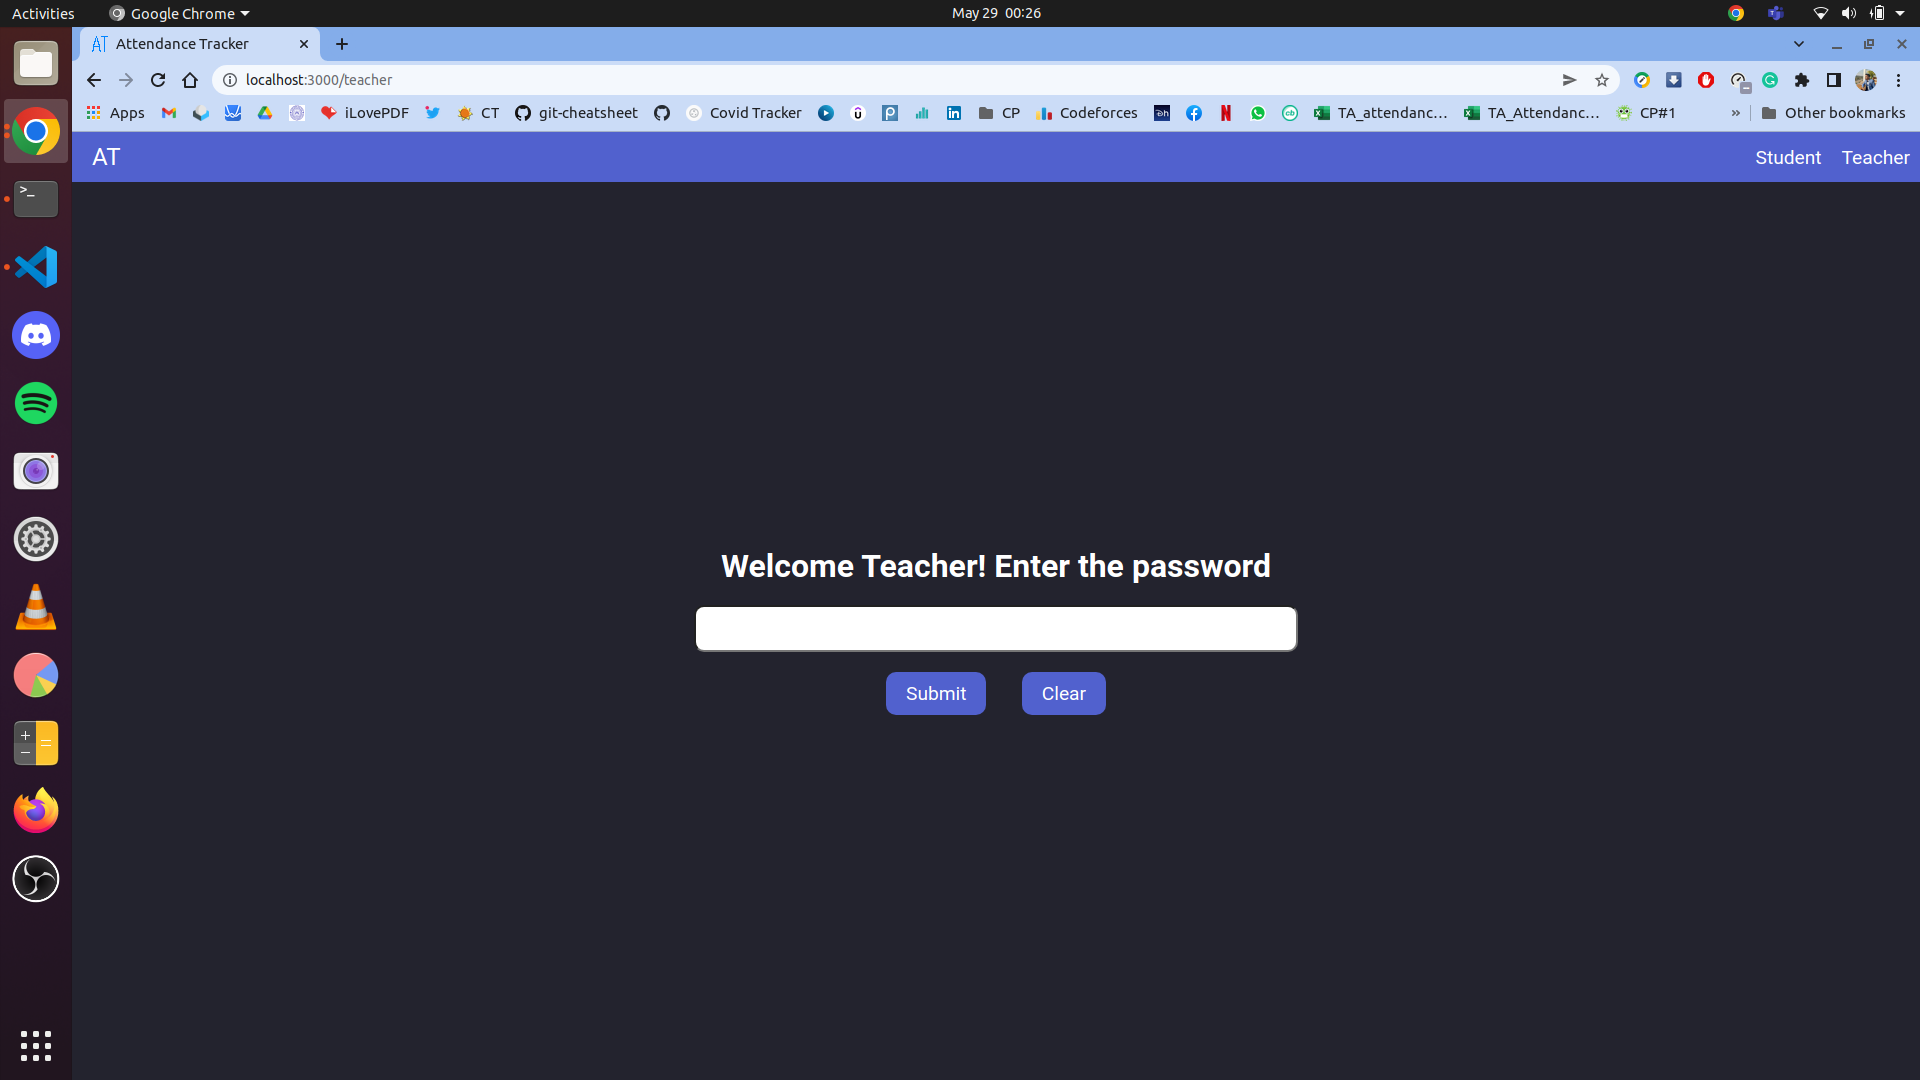 Activities Google Chrome May 29 00:26
AT Attendance Tracker
localhost:3000/teacher
Apps iLovePDF CT git-cheatsheet Covid Tracker CP Codeforces TA_attendanc... TA_Attendanc... CP#1 » Other bookmarks
AT Student Teacher
Welcome Teacher! Enter the password
Submit Clear